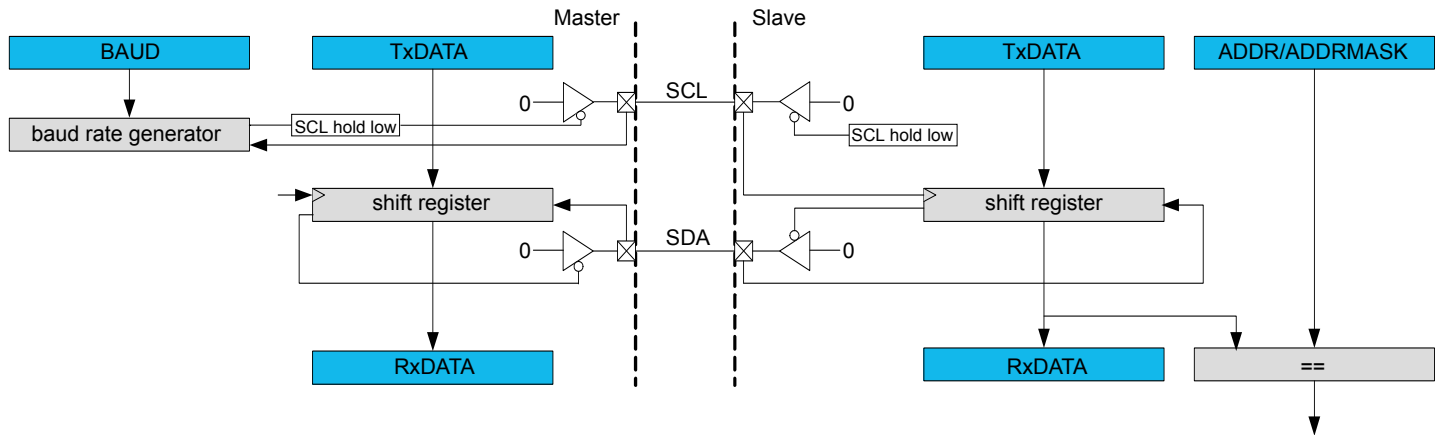 Master Slave
BAUD TxDATA TxDATA ADDR/ADDRMASK
0 SCL 0
baud rate generator SCL hold low SCL hold low
shift register shift register
0 SDA 0
RxDATA RxDATA ==